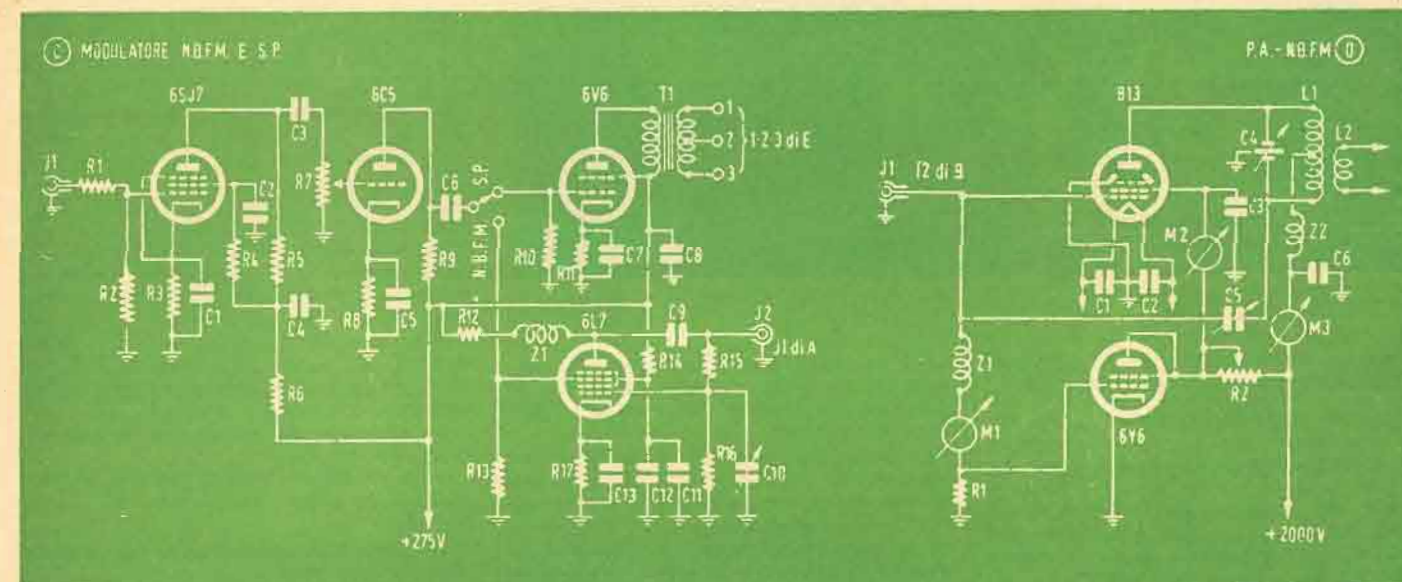 C MODULATORE N.B.F.M. E S.P.
P.A.-N.B.F.M. D
6SJ7
6C5
6V6
T1
813
L1
L2
J1
R1
C3
R7
C2
R4
R5
R2
R3
C1
C4
R6
R8
C5
C6
S.P.
N.B.F.M.
R9
R10
R11
C7
C8
1
2
3
1-2-3 di E
R12
Z1
6L7
C9
J2
J1 di A
R14
R15
R13
R17
C13
C12
C11
R16
C10
+275V
J1
C4
C3
M2
Z2
C6
C1
C2
C5
M3
Z1
M1
R1
6V6
R2
+2000V